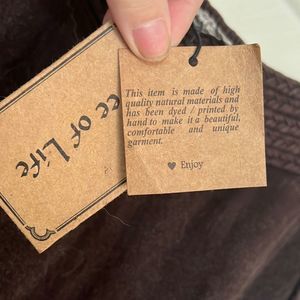 This item is made of high
quality natural materials and
has been dyed / printed by
hand to make it a beautiful,
comfortable and unique
garment.
Enjoy
ee OF Life